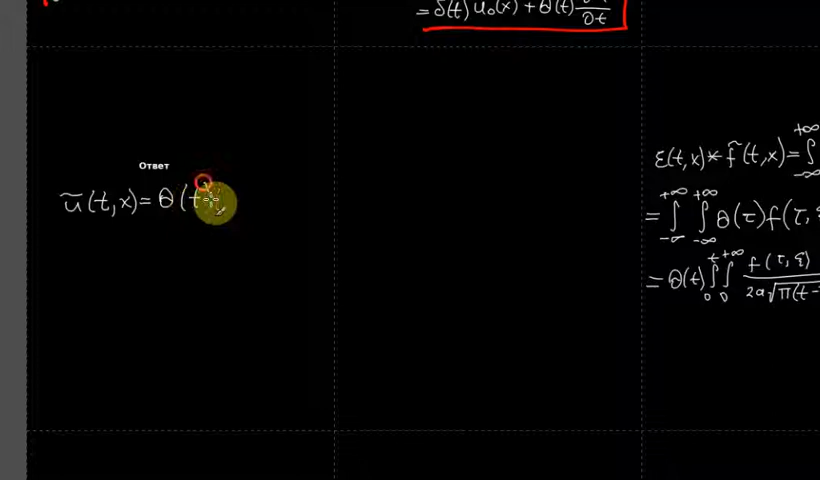 = δ(t) u₀(x) + θ(t) ∂t
Ответ
ũ(t,x) = θ(t
ε(t,x) * f̃(t,x) = ∫ +∞ -∞
= ∫ +∞ -∞ ∫ +∞ -∞ θ(τ) f(τ,
= θ(t) ∫ t 0 ∫ +∞ 0 f(τ, ξ) / 2a√π(t-